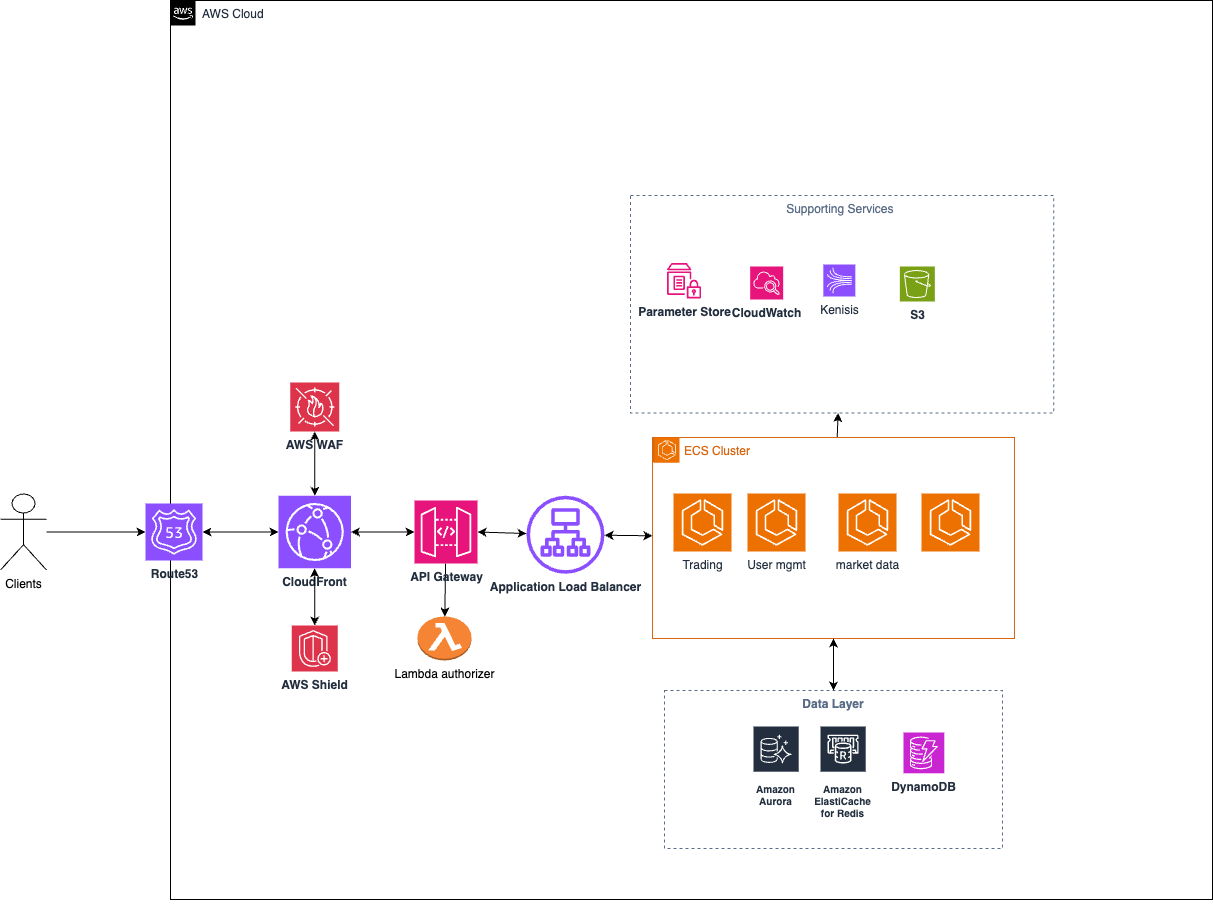 aws
AWS Cloud
Supporting Services
Parameter Store
CloudWatch
Kenisis
S3
AWS WAF
ECS Cluster
Clients
53
Route53
CloudFront
API Gateway
Application Load Balancer
Trading
User mgmt
market data
AWS Shield
Lambda authorizer
Data Layer
R
Amazon
Aurora
Amazon
ElastiCache
for Redis
DynamoDB